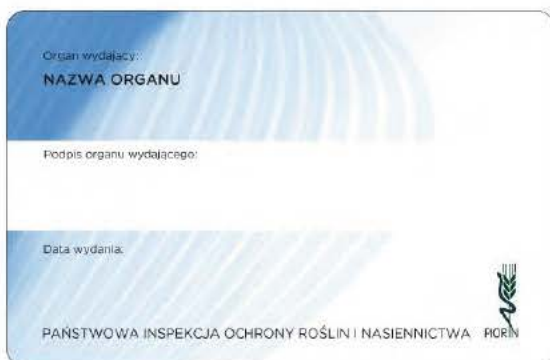 Organ wydający:
NAZWA ORGANU
Podpis organu wydającego:
Data wydania:
PAŃSTWOWA INSPEKCJA OCHRONY ROŚLIN I NASIENNICTWA PIORiN